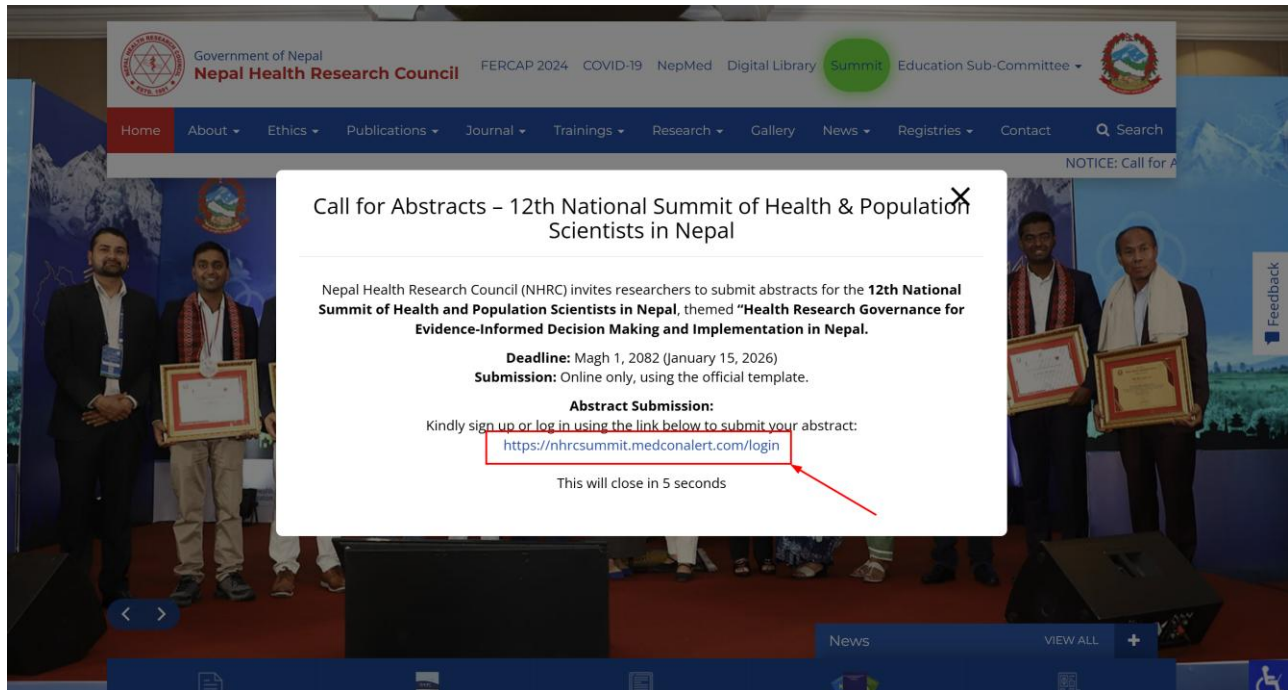 Government of Nepal
Nepal Health Research Council
FERCAP 2024 COVID-19 NepMed Digital Library Summit Education Sub-Committee
Home About Ethics Publications Journal Trainings Research Gallery News Registries Contact Search
NOTICE: Call for A
Call for Abstracts – 12th National Summit of Health & Population
Scientists in Nepal
Nepal Health Research Council (NHRC) invites researchers to submit abstracts for the 12th National
Summit of Health and Population Scientists in Nepal, themed “Health Research Governance for
Evidence-Informed Decision Making and Implementation in Nepal.
Deadline: Magh 1, 2082 (January 15, 2026)
Submission: Online only, using the official template.
Abstract Submission:
Kindly sign up or log in using the link below to submit your abstract:
https://nhrcsummit.medconalert.com/login
This will close in 5 seconds
Feedback
News VIEW ALL +